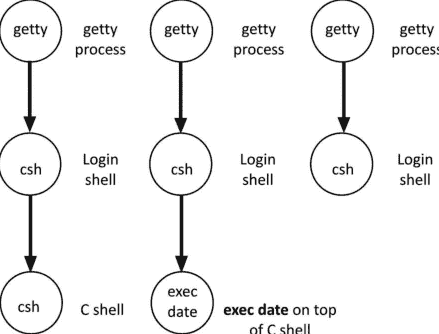 getty
getty
process
getty
getty
process
getty
getty
process
csh
Login
shell
csh
Login
shell
csh
Login
shell
csh
C shell
exec
date
exec date on top
of C shell